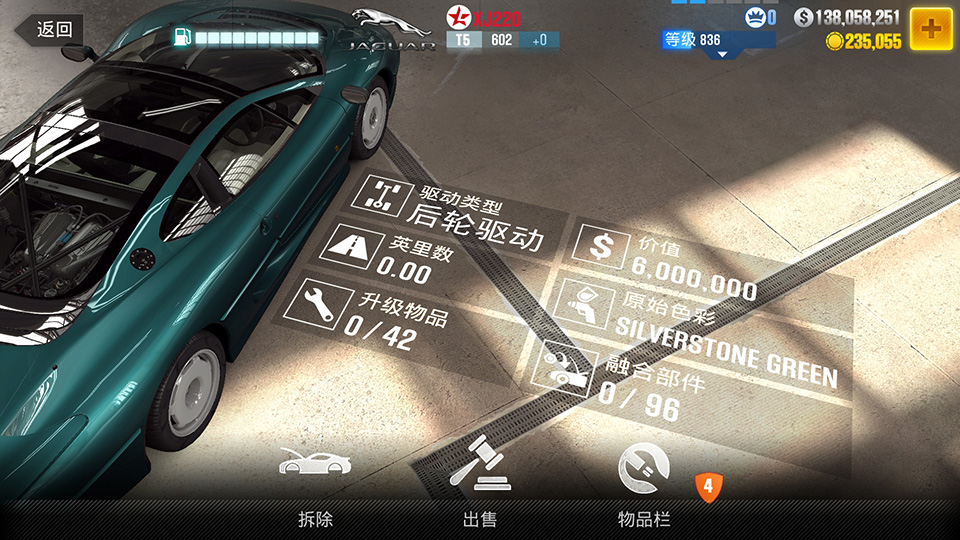 返回
JAGUAR
XJ220
T5 602 +0
等级 836
0
138,058,251
235,055
驱动类型
后轮驱动
英里数
0.00
升级物品
0 / 42
价值
6,000,000
原始色彩
SILVERSTONE GREEN
融合部件
0 / 96
4
拆除
出售
物品栏